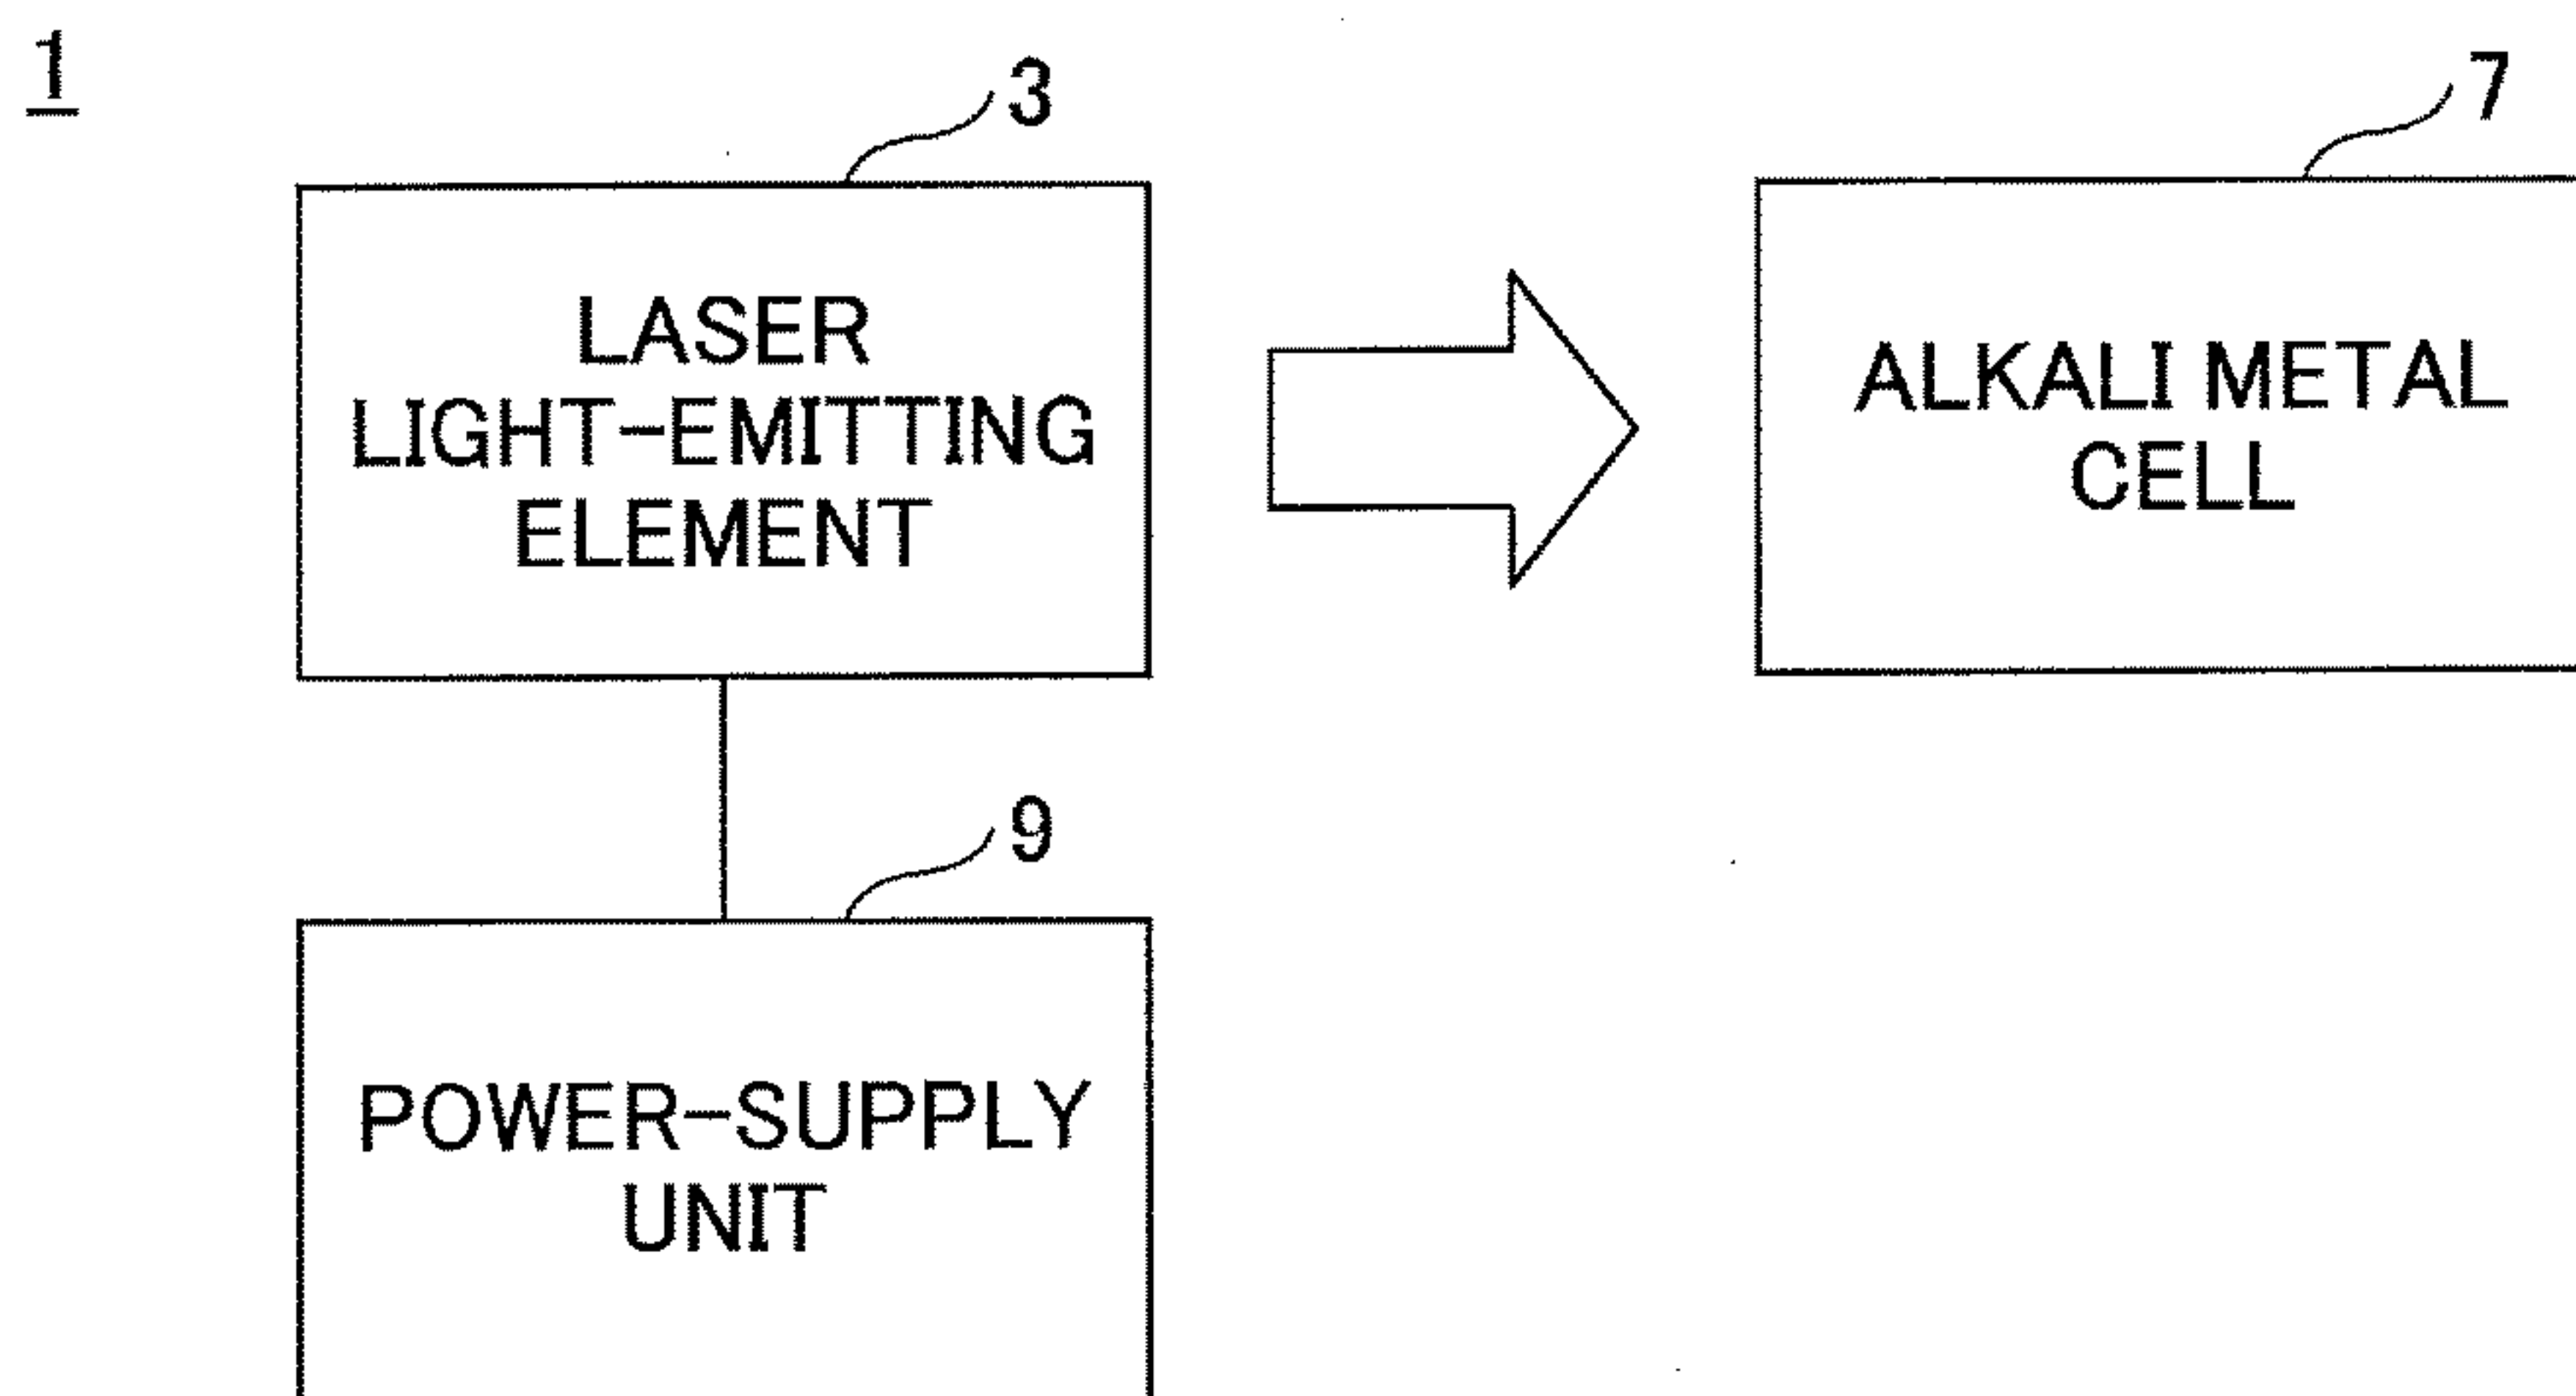 1
3
7
LASER
LIGHT-EMITTING
ELEMENT
ALKALI METAL
CELL
9
POWER-SUPPLY
UNIT